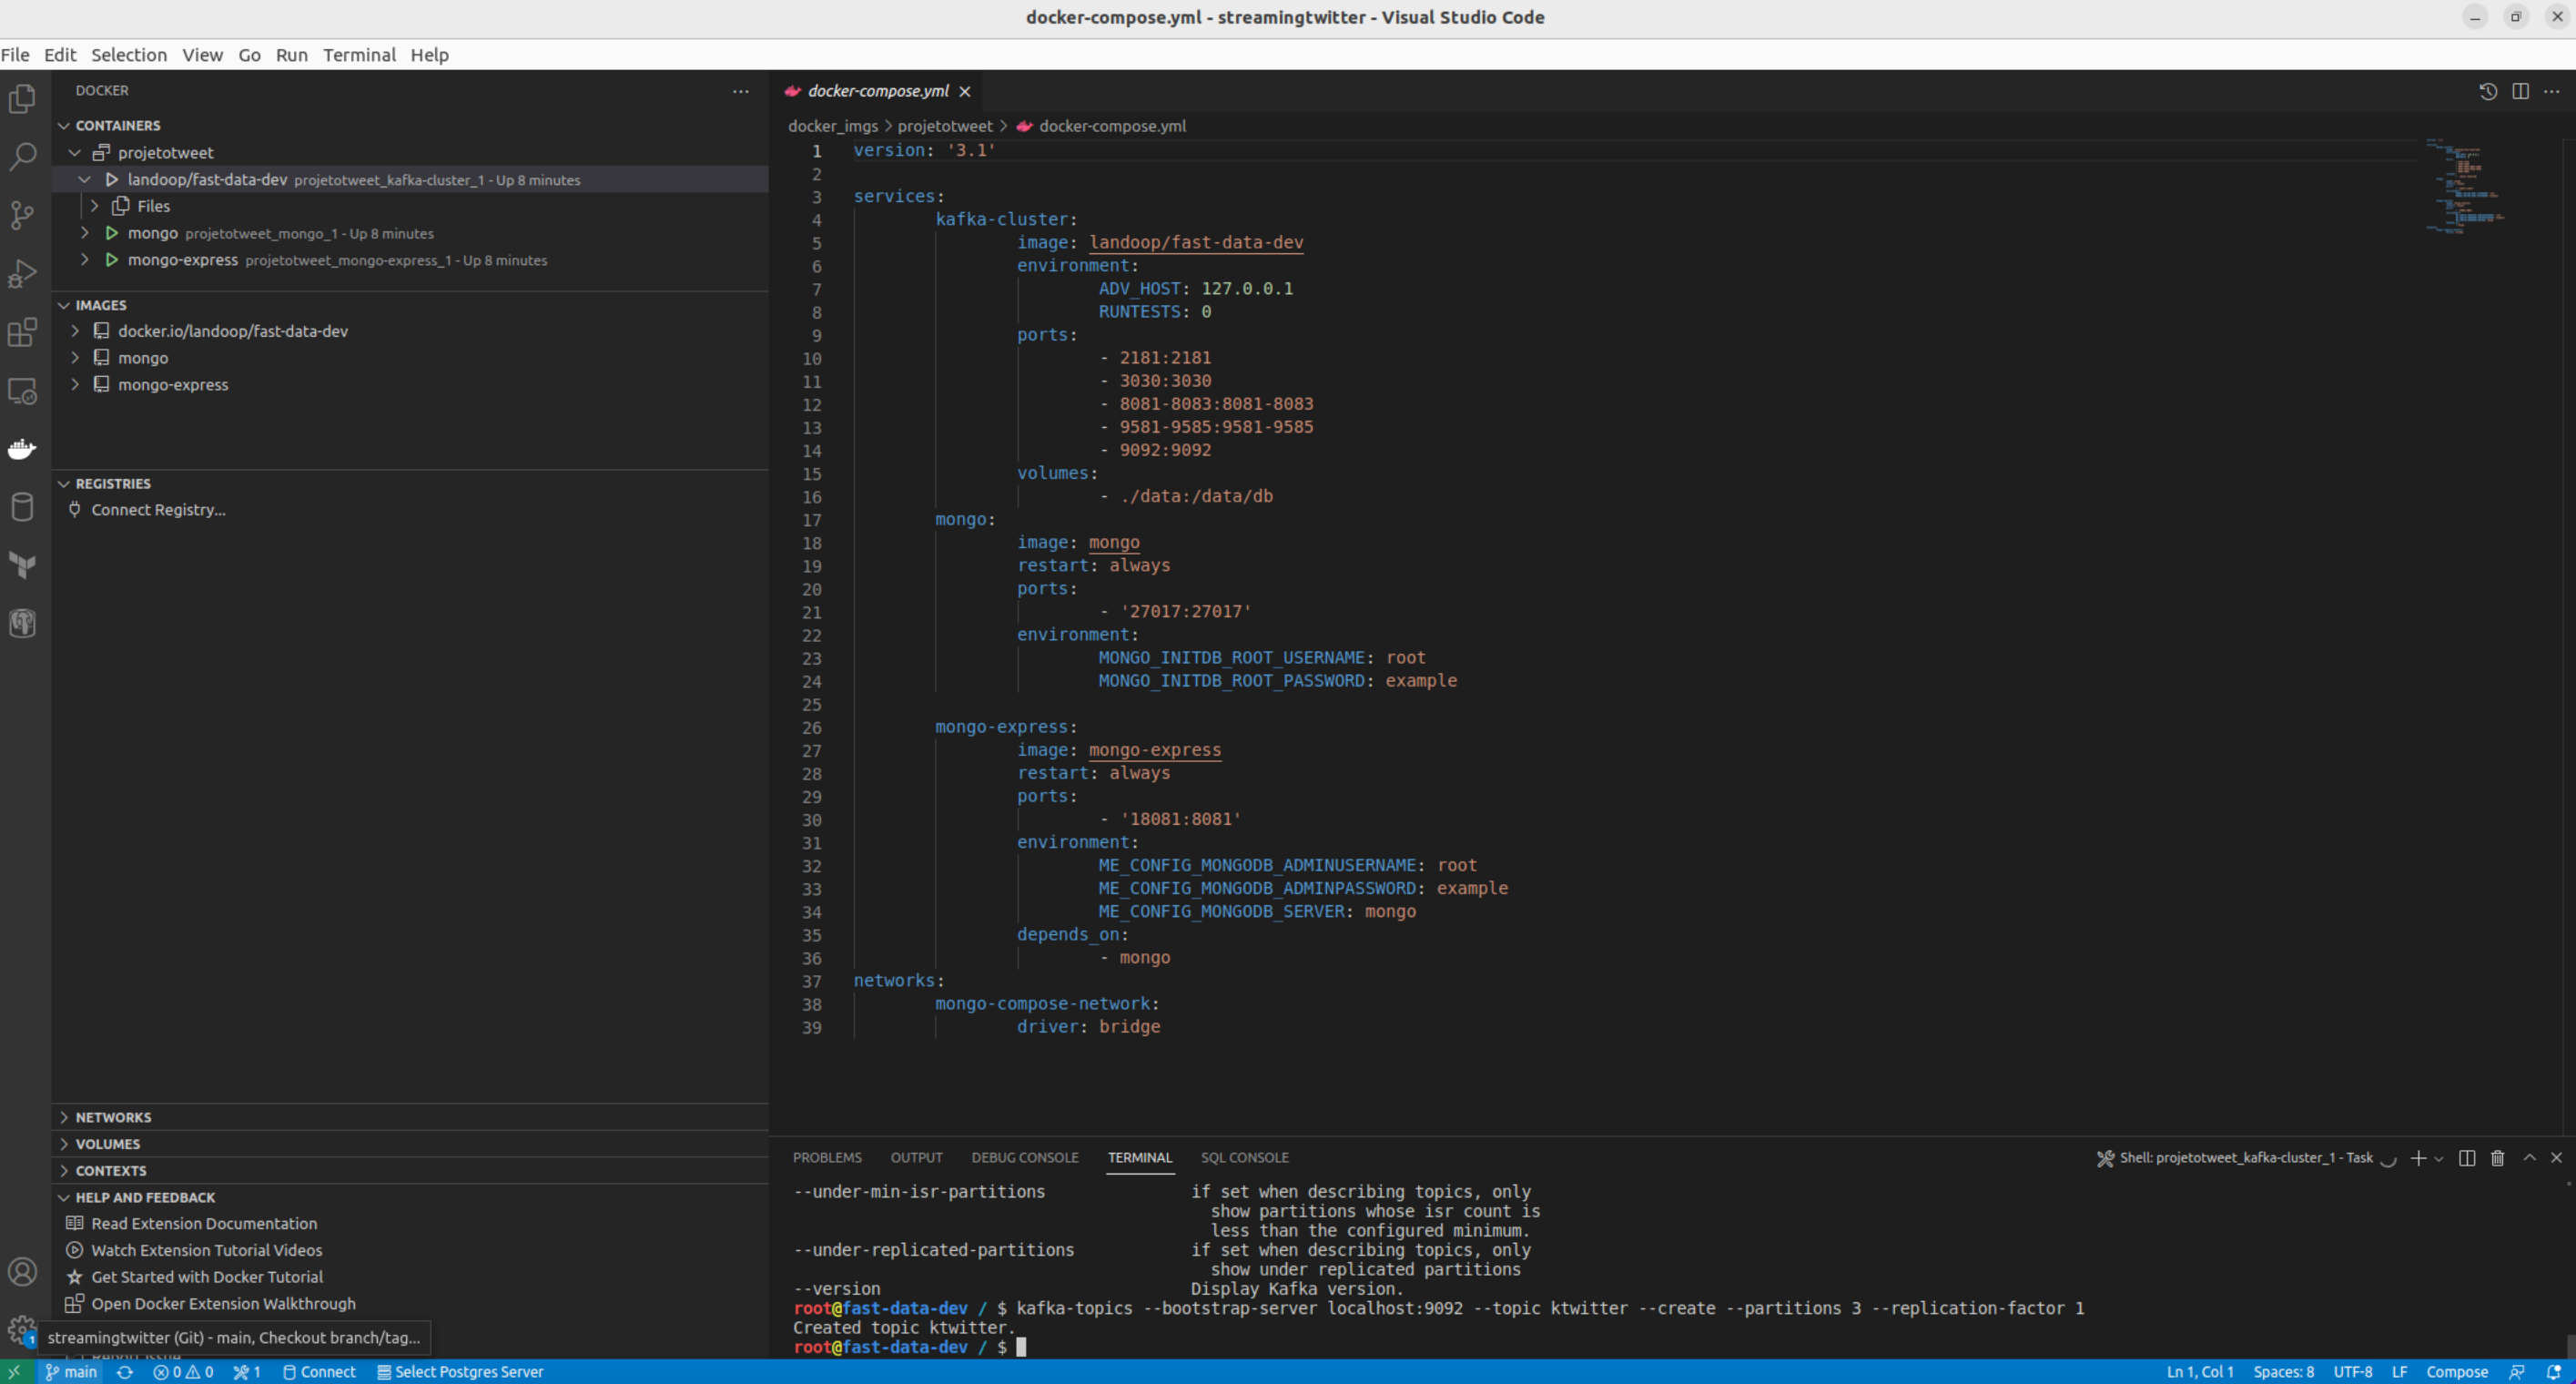 docker-compose.yml - streamingtwitter - Visual Studio Code
File Edit Selection View Go Run Terminal Help
DOCKER
CONTAINERS
projetotweet
landoop/fast-data-dev projetotweet_kafka-cluster_1 - Up 8 minutes
Files
mongo projetotweet_mongo_1 - Up 8 minutes
mongo-express projetotweet_mongo-express_1 - Up 8 minutes
IMAGES
docker.io/landoop/fast-data-dev
mongo
mongo-express
REGISTRIES
Connect Registry...
NETWORKS
VOLUMES
CONTEXTS
HELP AND FEEDBACK
Read Extension Documentation
Watch Extension Tutorial Videos
Get Started with Docker Tutorial
Open Docker Extension Walkthrough
1
streamingtwitter (Git) - main, Checkout branch/tag...
docker-compose.yml
docker_imgs > projetotweet > docker-compose.yml
1 version: '3.1'
2
3 services:
4 kafka-cluster:
5 image: landoop/fast-data-dev
6 environment:
7 ADV_HOST: 127.0.0.1
8 RUNTESTS: 0
9 ports:
10 - 2181:2181
11 - 3030:3030
12 - 8081-8083:8081-8083
13 - 9581-9585:9581-9585
14 - 9092:9092
15 volumes:
16 - ./data:/data/db
17 mongo:
18 image: mongo
19 restart: always
20 ports:
21 - '27017:27017'
22 environment:
23 MONGO_INITDB_ROOT_USERNAME: root
24 MONGO_INITDB_ROOT_PASSWORD: example
25
26 mongo-express:
27 image: mongo-express
28 restart: always
29 ports:
30 - '18081:8081'
31 environment:
32 ME_CONFIG_MONGODB_ADMINUSERNAME: root
33 ME_CONFIG_MONGODB_ADMINPASSWORD: example
34 ME_CONFIG_MONGODB_SERVER: mongo
35 depends_on:
36 - mongo
37 networks:
38 mongo-compose-network:
39 driver: bridge
PROBLEMS OUTPUT DEBUG CONSOLE TERMINAL SQL CONSOLE
Shell: projetotweet_kafka-cluster_1 - Task
--under-min-isr-partitions if set when describing topics, only
show partitions whose isr count is
less than the configured minimum.
--under-replicated-partitions if set when describing topics, only
show under replicated partitions
--version Display Kafka version.
root@fast-data-dev / $ kafka-topics --bootstrap-server localhost:9092 --topic ktwitter --create --partitions 3 --replication-factor 1
Created topic ktwitter.
root@fast-data-dev / $
main 0 0 1 Connect Select Postgres Server
Ln 1, Col 1 Spaces: 8 UTF-8 LF Compose